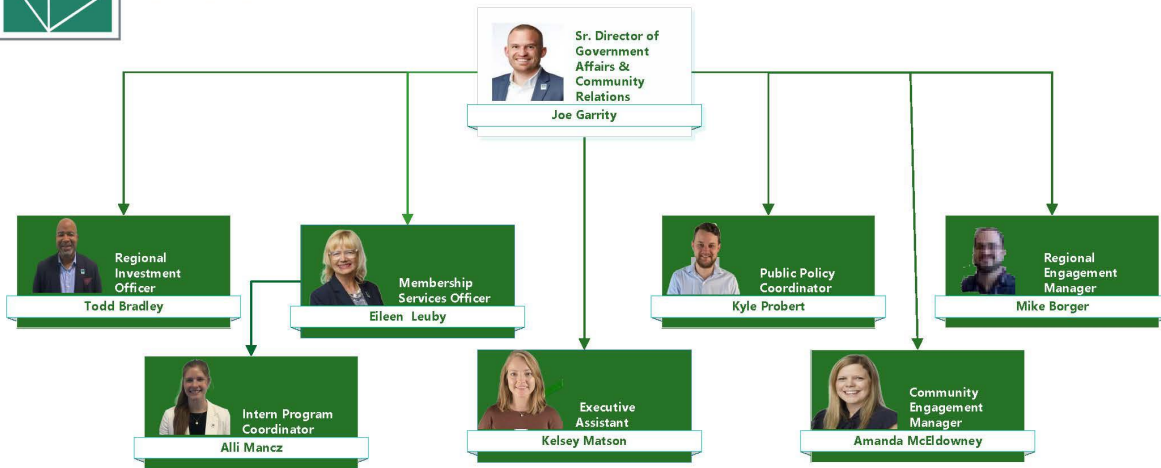 Sr. Director of
Government
Affairs &
Community
Relations
Joe Garrity
Regional
Investment
Officer
Todd Bradley
Membership
Services Officer
Eileen Leuby
Public Policy
Coordinator
Kyle Probert
Regional
Engagement
Manager
Mike Borger
Intern Program
Coordinator
Alli Mancz
Executive
Assistant
Kelsey Matson
Community
Engagement
Manager
Amanda McEldowney